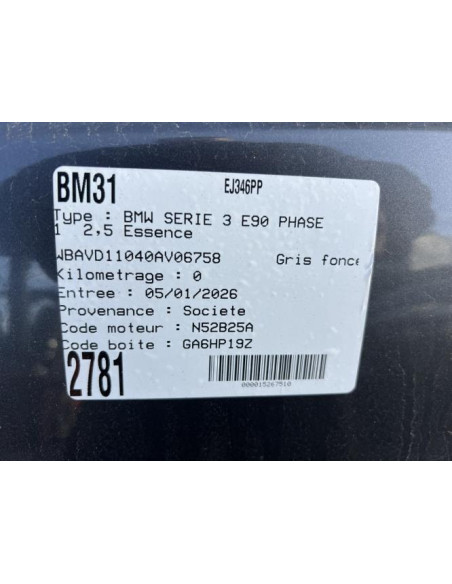 BM31 EJ346PP
Type : BMW SERIE 3 E90 PHASE
1 2,5 Essence
WBAVD11040AV06758 Gris fonce
Kilometrage : 0
Entree : 05/01/2026
Provenance : Societe
Code moteur : N52B25A
Code boite : GA6HP19Z
2781
000015267910